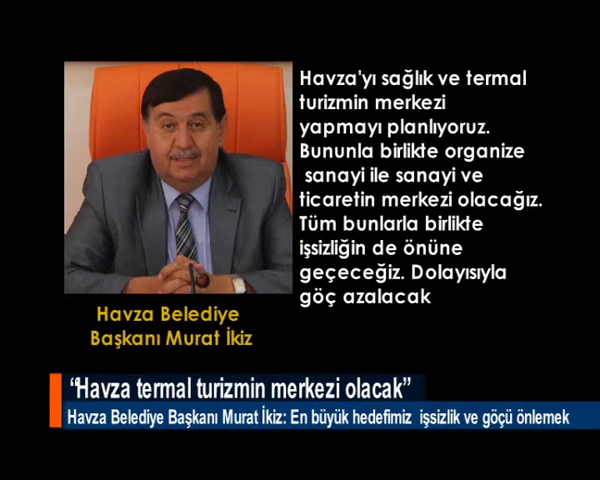 Havza'yı sağlık ve termal
turizmin merkezi
yapmayı planlıyoruz.
Bununla birlikte organize
sanayi ile sanayi ve
ticaretin merkezi olacağız.
Tüm bunlarla birlikte
işsizliğin de önüne
geçeceğiz. Dolayısıyla
göç azalacak
Havza Belediye
Başkanı Murat İkiz
“Havza termal turizmin merkezi olacak”
Havza Belediye Başkanı Murat İkiz: En büyük hedefimiz işsizlik ve göçü önlemek